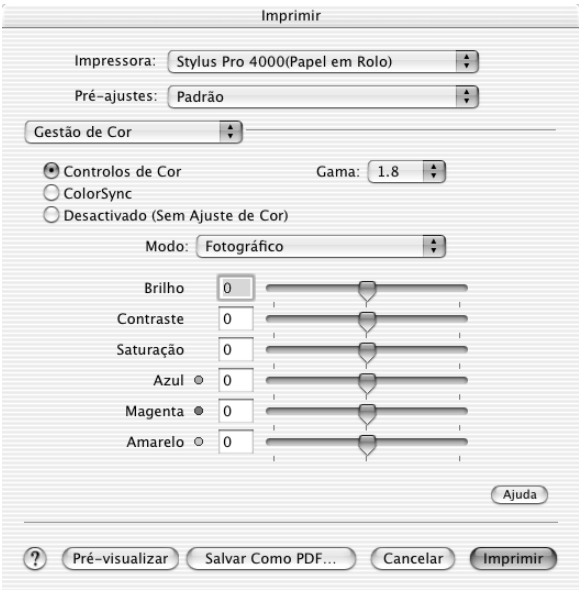 Imprimir
Impressora: Stylus Pro 4000(Papel em Rolo)
Pré-ajustes: Padrão
Gestão de Cor
Controlos de Cor Gama: 1.8
ColorSync
Desactivado (Sem Ajuste de Cor)
Modo: Fotográfico
Brilho 0
Contraste 0
Saturação 0
Azul 0
Magenta 0
Amarelo 0
Ajuda
? Pré-visualizar Salvar Como PDF... Cancelar Imprimir